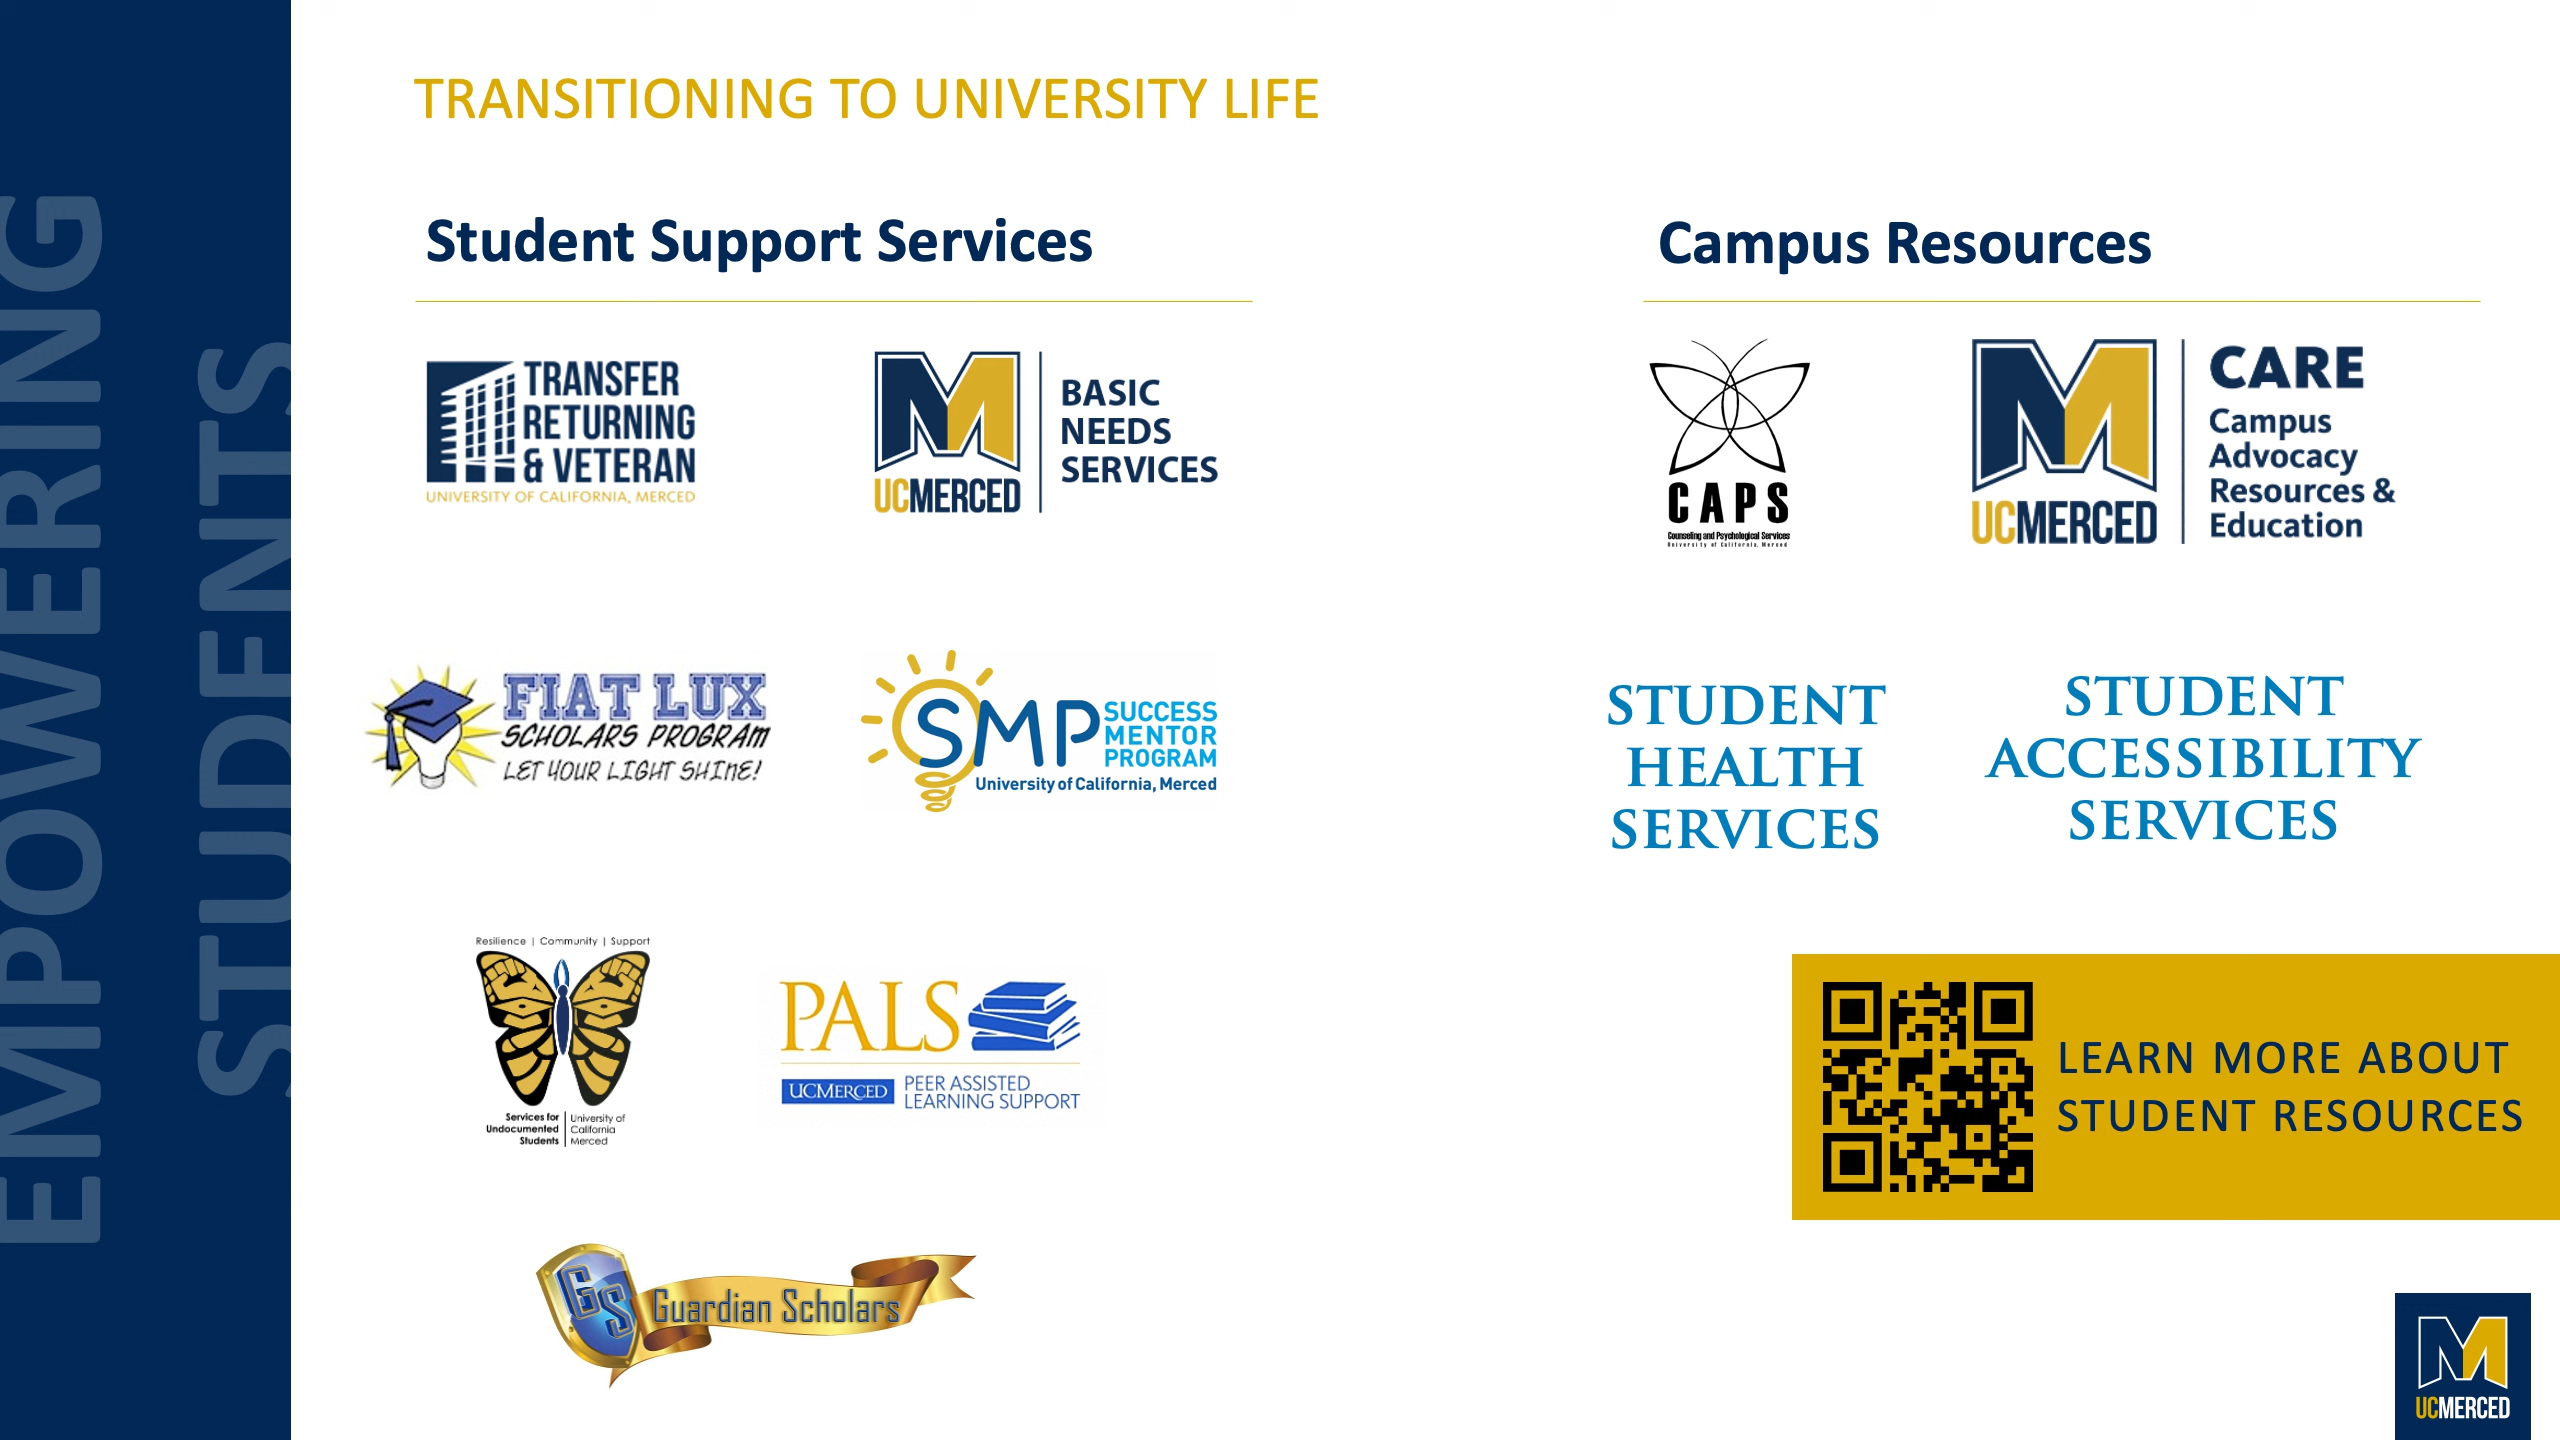 EMPOWERING
STUDENTS
TRANSITIONING TO UNIVERSITY LIFE
Student Support Services
TRANSFER
RETURNING
& VETERAN
UNIVERSITY OF CALIFORNIA, MERCED
UCMERCED
BASIC
NEEDS
SERVICES
FIAT LUX
SCHOLARS PROGRAM
LET YOUR LIGHT SHINE!
SMP
SUCCESS
MENTOR
PROGRAM
University of California, Merced
Resilience | Community | Support
Services for
Undocumented
Students
University of
California
Merced
PALS
UCMERCED
PEER ASSISTED
LEARNING SUPPORT
GS
Guardian Scholars
Campus Resources
CAPS
Counseling and Psychological Services
University of California, Merced
UCMERCED
CARE
Campus
Advocacy
Resources &
Education
STUDENT
HEALTH
SERVICES
STUDENT
ACCESSIBILITY
SERVICES
LEARN MORE ABOUT
STUDENT RESOURCES
UCMERCED